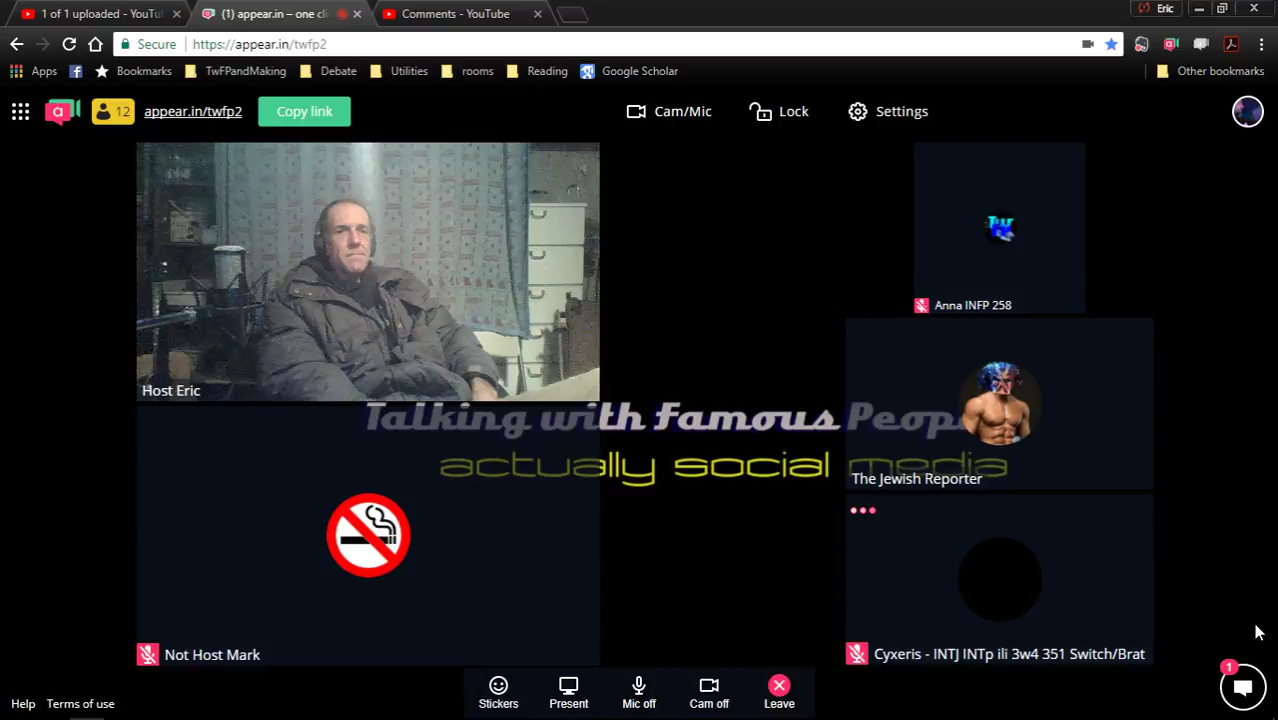 1 of 1 uploaded - YouTu
(1) appear.in – one cli
Comments - YouTube
Eric
Secure
https://appear.in/twfp2
Apps
Bookmarks
TwFPandMaking
Debate
Utilities
rooms
Reading
Google Scholar
Other bookmarks
12
appear.in/twfp2
Copy link
Cam/Mic
Lock
Settings
Host Eric
Anna INFP 258
Talking with Famous Peop
actually social media
The Jewish Reporter
Not Host Mark
Cyxeris - INTJ INTp ili 3w4 351 Switch/Brat
1
Stickers
Present
Mic off
Cam off
Leave
Help
Terms of use